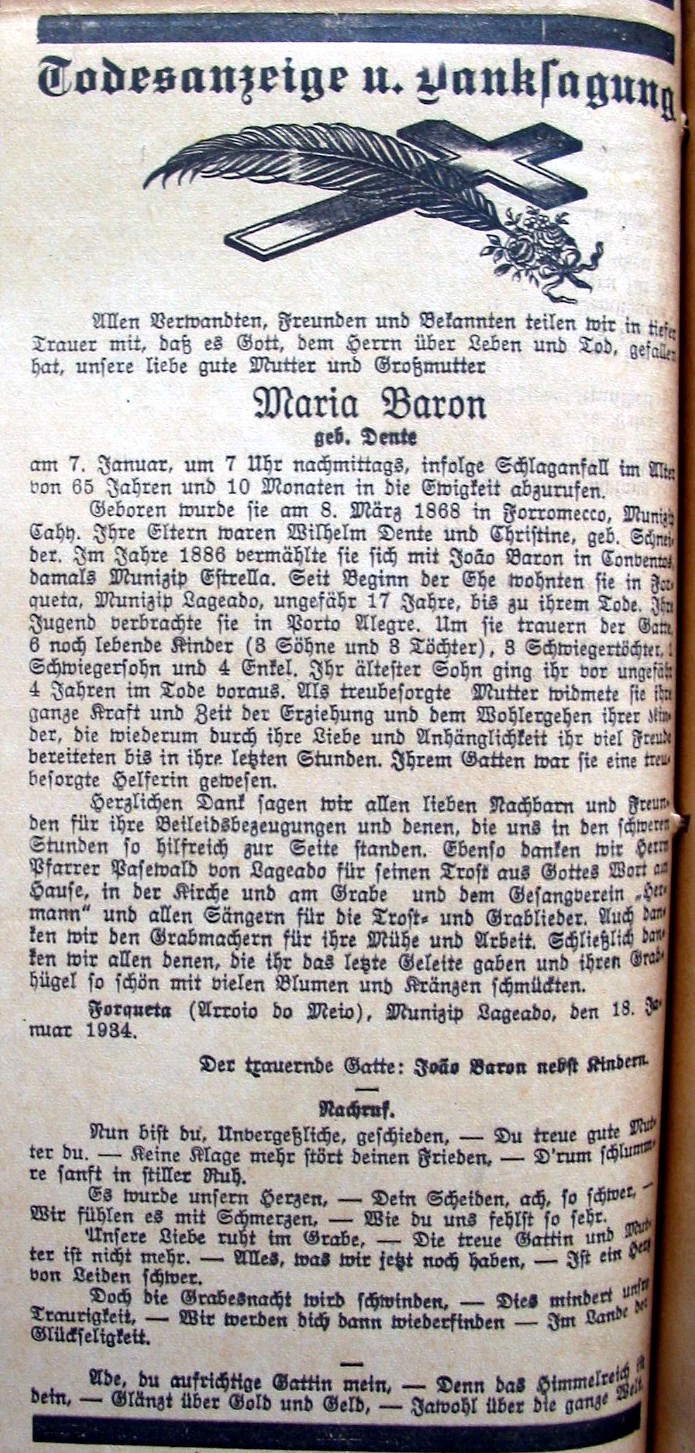 Todesanzeige u. Danksagung
Allen Verwandten, Freunden und Bekannten teilen wir in tiefer
Trauer mit, daß es Gott, dem Herrn über Leben und Tod, gefallen
hat, unsere liebe gute Mutter und Großmutter
Maria Baron
geb. Dente
am 7. Januar, um 7 Uhr nachmittags, infolge Schlaganfall im Alter
von 65 Jahren und 10 Monaten in die Ewigkeit abzurufen.
Geboren wurde sie am 8. März 1868 in Forromecco, Munizip
Cahy. Ihre Eltern waren Wilhelm Dente und Christine, geb. Schnei-
der. Im Jahre 1886 vermählte sie sich mit João Baron in Conventos,
damals Munizip Estrella. Seit Beginn der Ehe wohnten sie in For-
queta, Munizip Lageado, ungefähr 17 Jahre, bis zu ihrem Tode. Ihre
Jugend verbrachte sie in Porto Alegre. Um sie trauern der Gatte,
6 noch lebende Kinder (3 Söhne und 3 Töchter), 3 Schwiegertöchter, 1
Schwiegersohn und 4 Enkel. Ihr ältester Sohn ging ihr vor ungefähr
4 Jahren im Tode voraus. Als treubesorgte Mutter widmete sie ihre
ganze Kraft und Zeit der Erziehung und dem Wohlergehen ihrer Kin-
der, die wiederum durch ihre Liebe und Anhänglichkeit ihr viel Freude
bereiteten bis in ihre letzten Stunden. Ihrem Gatten war sie eine treu-
besorgte Helferin gewesen.
Herzlichen Dank sagen wir allen lieben Nachbarn und Freun-
den für ihre Beileidsbezeugungen und denen, die uns in den schweren
Stunden so hilfreich zur Seite standen. Ebenso danken wir Herrn
Pfarrer Pasewald von Lageado für seinen Trost aus Gottes Wort am
Hause, in der Kirche und am Grabe und dem Gesangverein „Her-
mann“ und allen Sängern für die Trost- und Grablieder. Auch dan-
ken wir den Grabmachern für ihre Mühe und Arbeit. Schließlich dan-
ken wir allen denen, die ihr das letzte Geleite gaben und ihren Grab-
hügel so schön mit vielen Blumen und Kränzen schmückten.
Forqueta (Arroio do Meio), Munizip Lageado, den 18. Ja-
nuar 1934.
Der trauernde Gatte: João Baron nebst Kindern.
Nachruf.
Nun bist du, Unvergeßliche, geschieden, — Du treue gute Mut-
ter du. — Keine Klage mehr stört deinen Frieden, — D'rum schlumme-
re sanft in stiller Ruh.
Es wurde unsern Herzen, — Dein Scheiden, ach, so schwer, —
Wir fühlen es mit Schmerzen, — Wie du uns fehlst so sehr.
Unsere Liebe ruht im Grabe, — Die treue Gattin und Mut-
ter ist nicht mehr. — Alles, was wir jetzt noch haben, — Ist ein Herz
von Leiden schwer.
Doch die Grabesnacht wird schwinden, — Dies mindert unsre
Traurigkeit, — Wir werden dich dann wiederfinden — Im Lande der
Glückseligkeit.
Ade, du aufrichtige Gattin mein, — Denn das Himmelreich ist
dein, — Glänzt über Gold und Geld, — Jawohl über die ganze Welt.